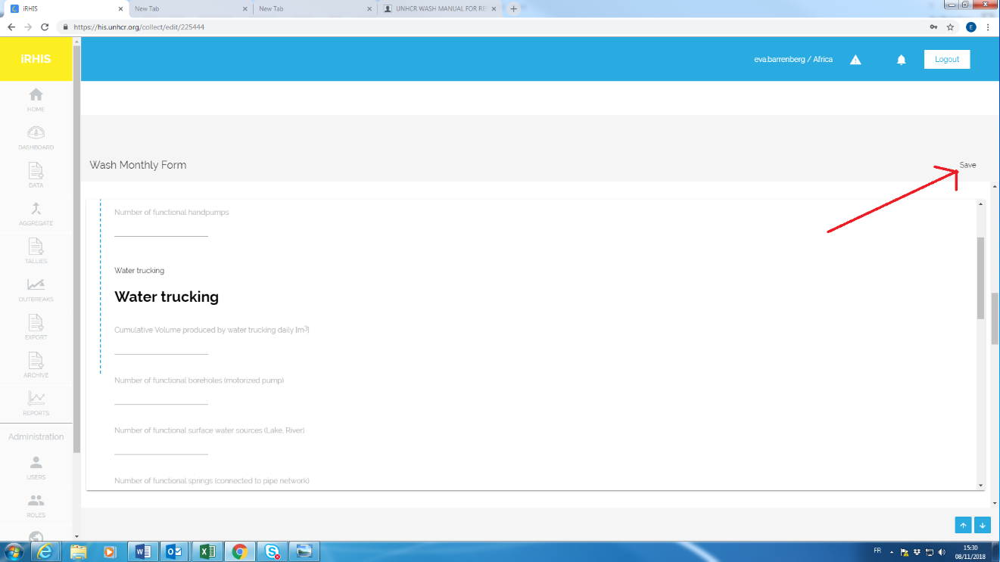 iRHIS
New Tab
New Tab
UNHCR WASH MANUAL FOR RE
https://his.unhcr.org/collect/edit/225444
E
iRHIS
eva.barrenberg / Africa
Logout
HOME
DASHBOARD
DATA
AGGREGATE
TALLIES
OUTBREAKS
EXPORT
ARCHIVE
REPORTS
Administration
USERS
ROLES
Wash Monthly Form
Save
Number of functional handpumps
Water trucking
Water trucking
Cumulative Volume produced by water trucking daily [m³]
Number of functional boreholes (motorized pump)
Number of functional surface water sources (Lake, River)
Number of functional springs (connected to pipe network)
FR
15:30
08/11/2018